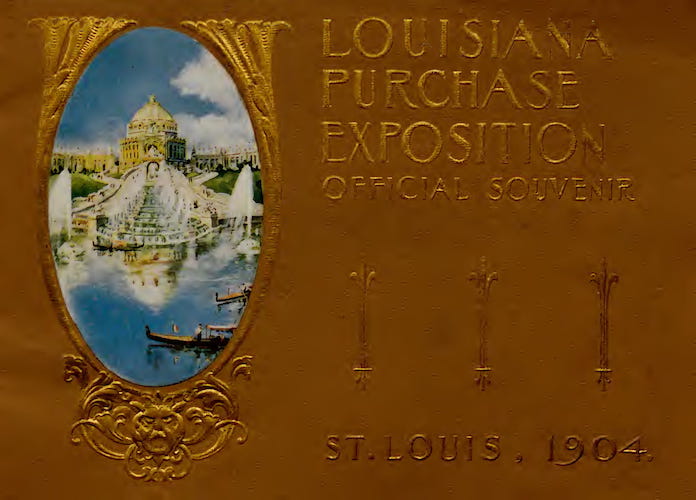 LOUISIANA
PURCHASE
EXPOSITION
OFFICIAL SOUVENIR
ST. LOUIS, 1904.